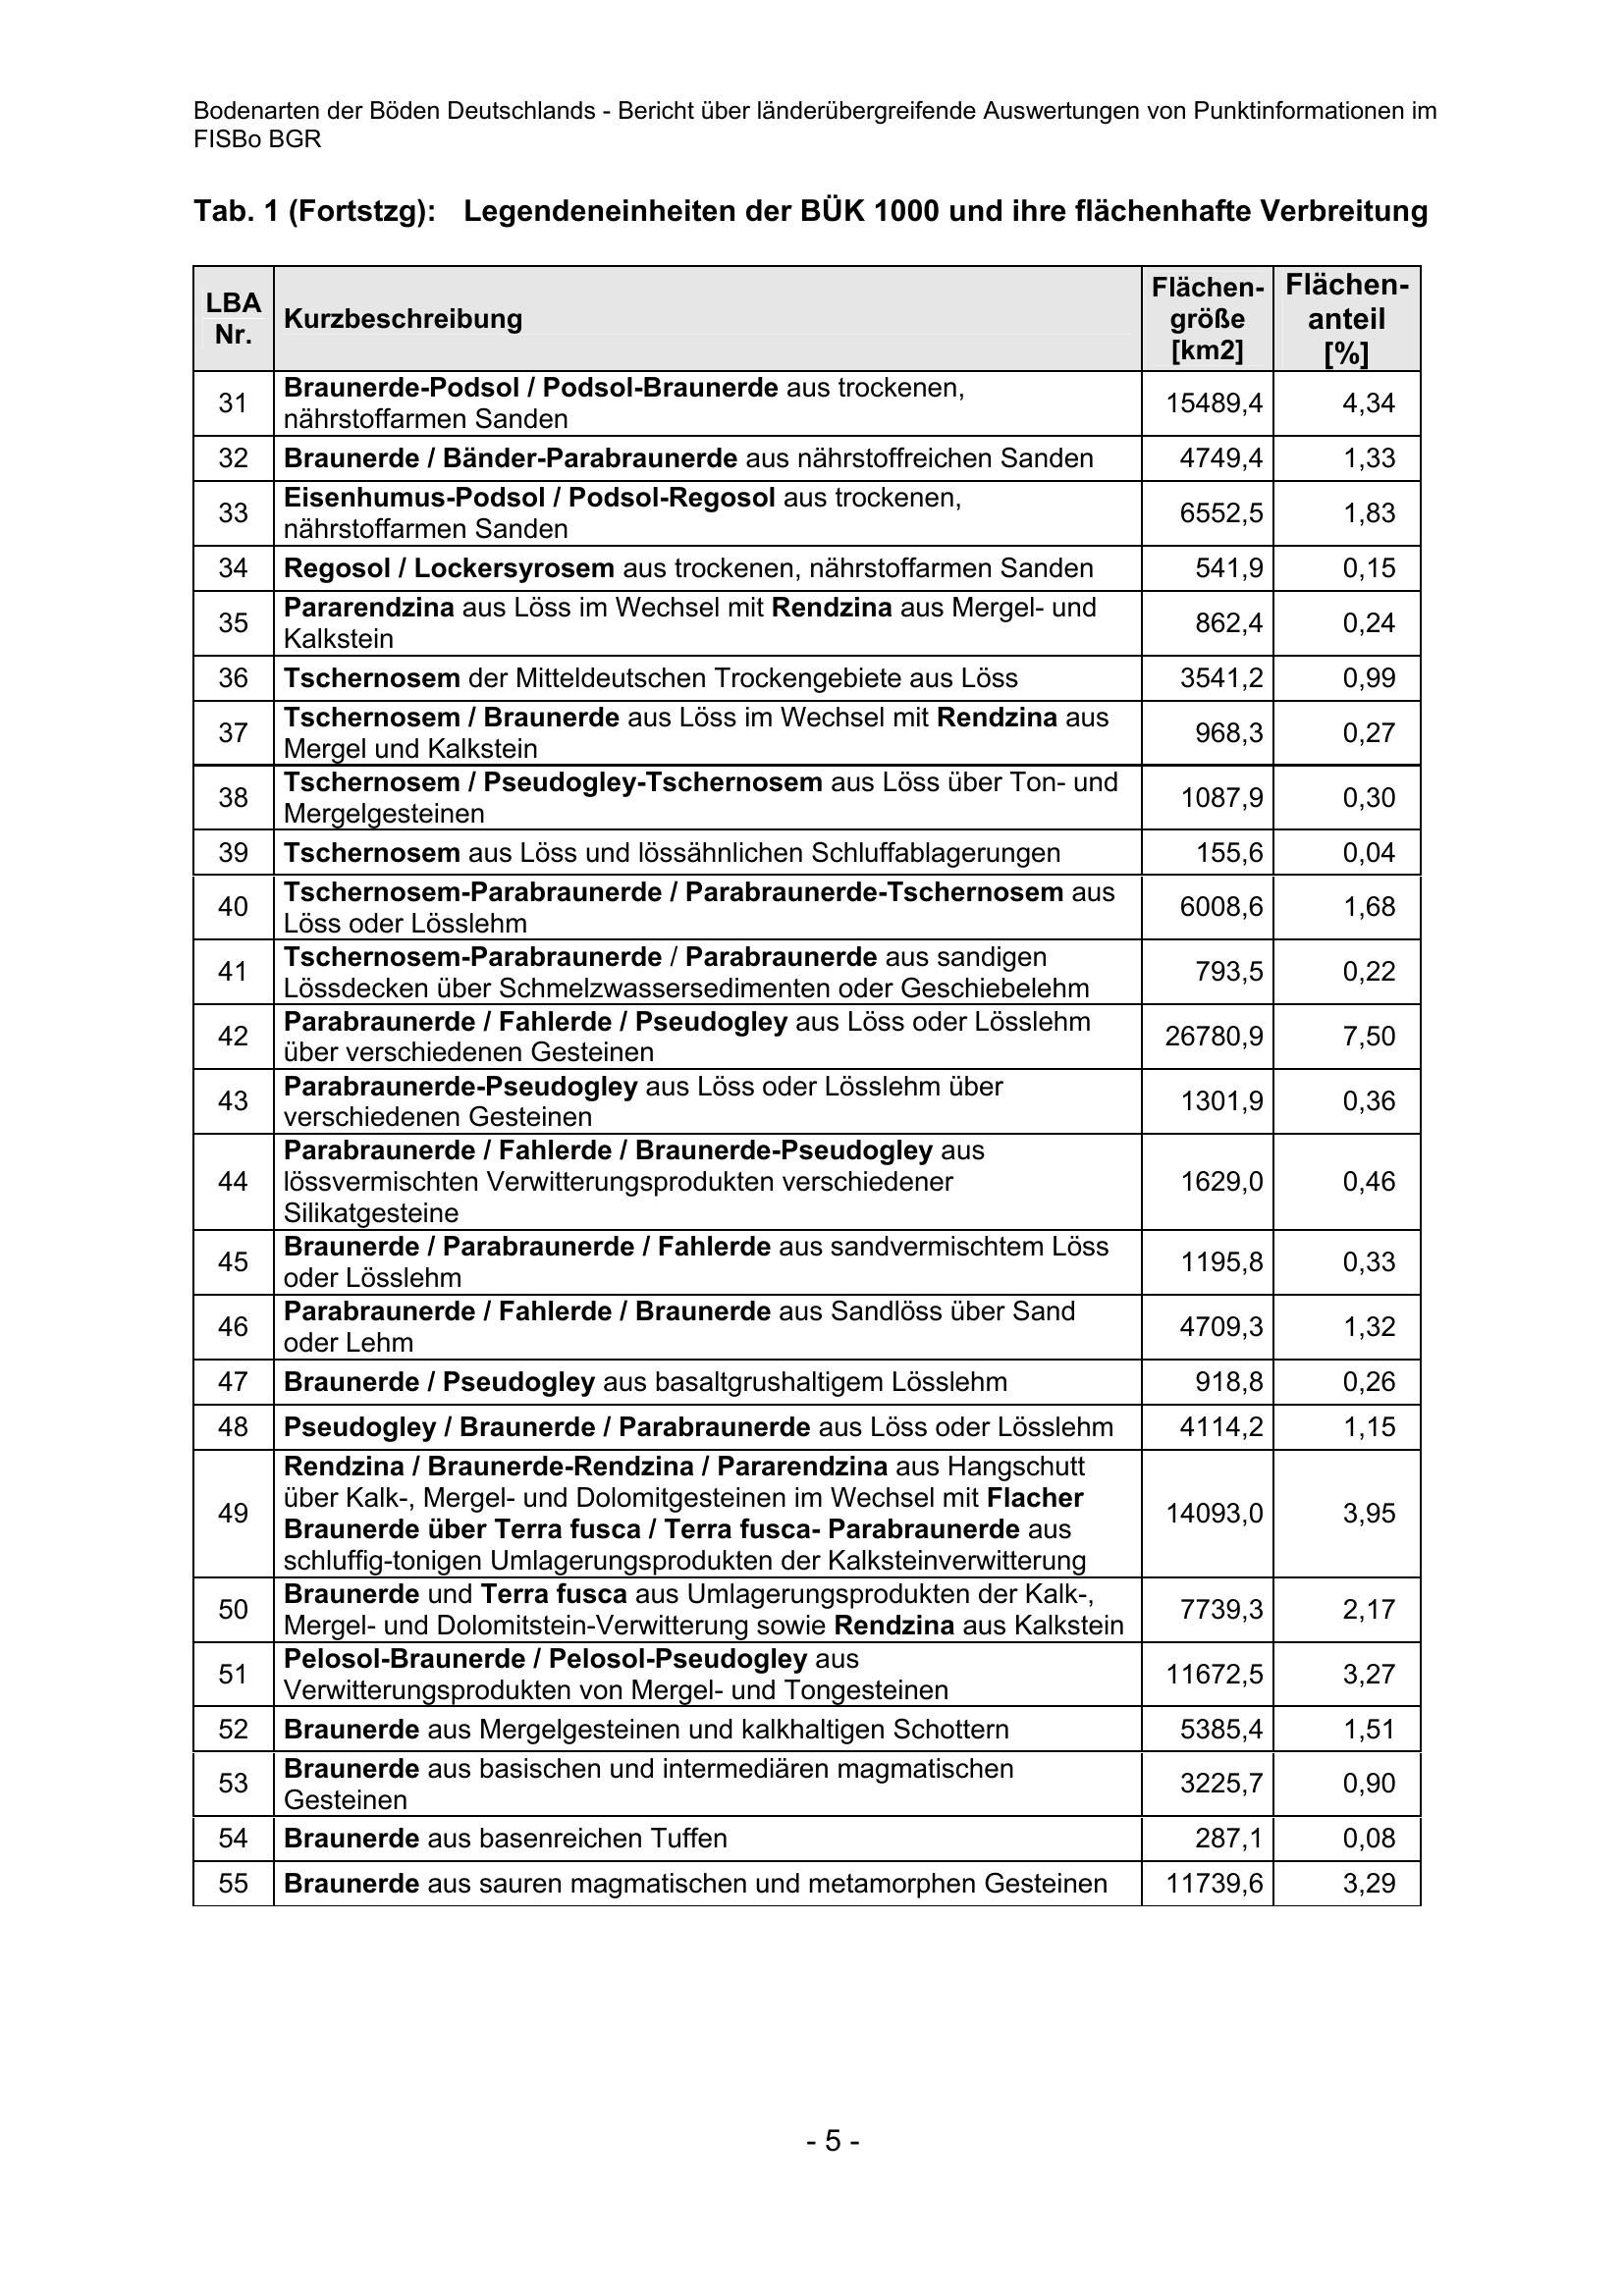 Bodenarten der Böden Deutschlands - Bericht über länderübergreifende Auswertungen von Punktinformationen im
FISBo BGR
Tab. 1 (Fortstzg): Legendeneinheiten der BÜK 1000 und ihre flächenhafte Verbreitung
LBA
Nr.
Kurzbeschreibung
Flächen-
größe
[km2]
Flächen-
anteil
[%]
31
Braunerde-Podsol / Podsol-Braunerde aus trockenen,
nährstoffarmen Sanden
15489,4
4,34
32
Braunerde / Bänder-Parabraunerde aus nährstoffreichen Sanden
4749,4
1,33
33
Eisenhumus-Podsol / Podsol-Regosol aus trockenen,
nährstoffarmen Sanden
6552,5
1,83
34
Regosol / Lockersyrosem aus trockenen, nährstoffarmen Sanden
541,9
0,15
35
Pararendzina aus Löss im Wechsel mit Rendzina aus Mergel- und
Kalkstein
862,4
0,24
36
Tschernosem der Mitteldeutschen Trockengebiete aus Löss
3541,2
0,99
37
Tschernosem / Braunerde aus Löss im Wechsel mit Rendzina aus
Mergel und Kalkstein
968,3
0,27
38
Tschernosem / Pseudogley-Tschernosem aus Löss über Ton- und
Mergelgesteinen
1087,9
0,30
39
Tschernosem aus Löss und lössähnlichen Schluffablagerungen
155,6
0,04
40
Tschernosem-Parabraunerde / Parabraunerde-Tschernosem aus
Löss oder Lösslehm
6008,6
1,68
41
Tschernosem-Parabraunerde / Parabraunerde aus sandigen
Lössdecken über Schmelzwassersedimenten oder Geschiebelehm
793,5
0,22
42
Parabraunerde / Fahlerde / Pseudogley aus Löss oder Lösslehm
über verschiedenen Gesteinen
26780,9
7,50
43
Parabraunerde-Pseudogley aus Löss oder Lösslehm über
verschiedenen Gesteinen
1301,9
0,36
44
Parabraunerde / Fahlerde / Braunerde-Pseudogley aus
lössvermischten Verwitterungsprodukten verschiedener
Silikatgesteine
1629,0
0,46
45
Braunerde / Parabraunerde / Fahlerde aus sandvermischtem Löss
oder Lösslehm
1195,8
0,33
46
Parabraunerde / Fahlerde / Braunerde aus Sandlöss über Sand
oder Lehm
4709,3
1,32
47
Braunerde / Pseudogley aus basaltgrushaltigem Lösslehm
918,8
0,26
48
Pseudogley / Braunerde / Parabraunerde aus Löss oder Lösslehm
4114,2
1,15
49
Rendzina / Braunerde-Rendzina / Pararendzina aus Hangschutt
über Kalk-, Mergel- und Dolomitgesteinen im Wechsel mit Flacher
Braunerde über Terra fusca / Terra fusca- Parabraunerde aus
schluffig-tonigen Umlagerungsprodukten der Kalksteinverwitterung
14093,0
3,95
50
Braunerde und Terra fusca aus Umlagerungsprodukten der Kalk-,
Mergel- und Dolomitstein-Verwitterung sowie Rendzina aus Kalkstein
7739,3
2,17
51
Pelosol-Braunerde / Pelosol-Pseudogley aus
Verwitterungsprodukten von Mergel- und Tongesteinen
11672,5
3,27
52
Braunerde aus Mergelgesteinen und kalkhaltigen Schottern
5385,4
1,51
53
Braunerde aus basischen und intermediären magmatischen
Gesteinen
3225,7
0,90
54
Braunerde aus basenreichen Tuffen
287,1
0,08
55
Braunerde aus sauren magmatischen und metamorphen Gesteinen
11739,6
3,29
- 5 -